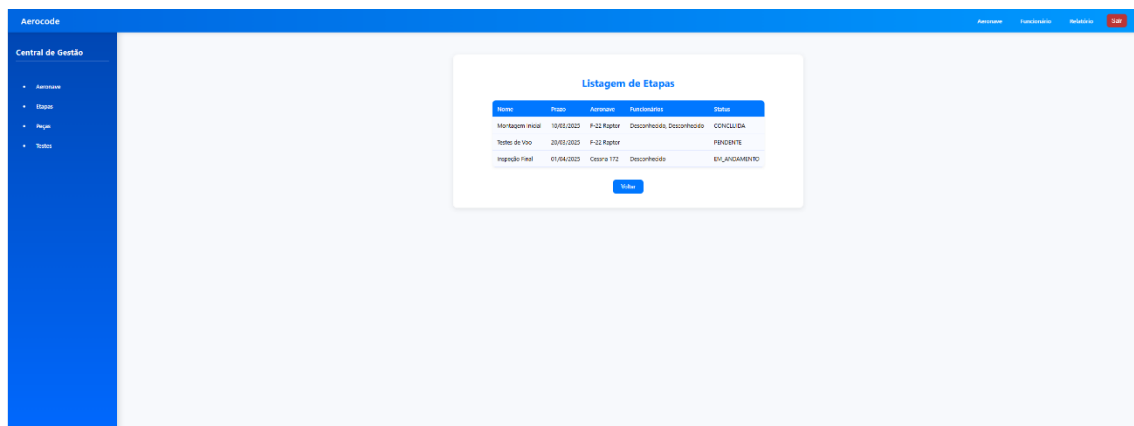 Aerocode
Aeronave Funcionário Relatório Sair
Central de Gestão
Aeronave
Etapas
Peças
Testes
Listagem de Etapas
Nome Prazo Aeronave Funcionários Status
Montagem Inicial 10/03/2025 F-22 Raptor Desconhecido, Desconhecido CONCLUIDA
Testes de Voo 20/03/2025 F-22 Raptor PENDENTE
Inspeção Final 01/04/2025 Cessna 172 Desconhecido EM_ANDAMENTO
Voltar